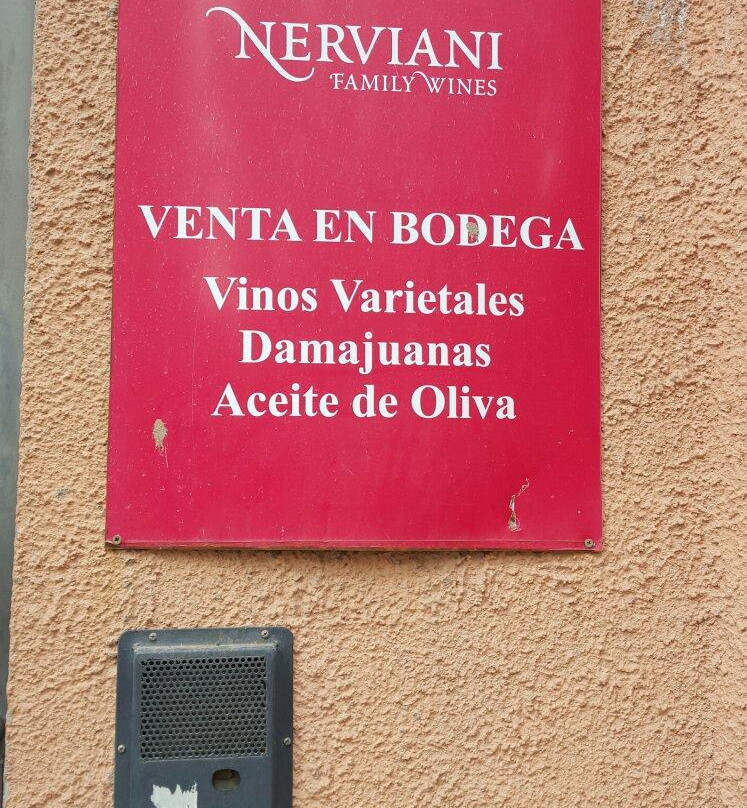 NERVIANI
FAMILY WINES
VENTA EN BODEGA
Vinos Varietales
Damajuanas
Aceite de Oliva